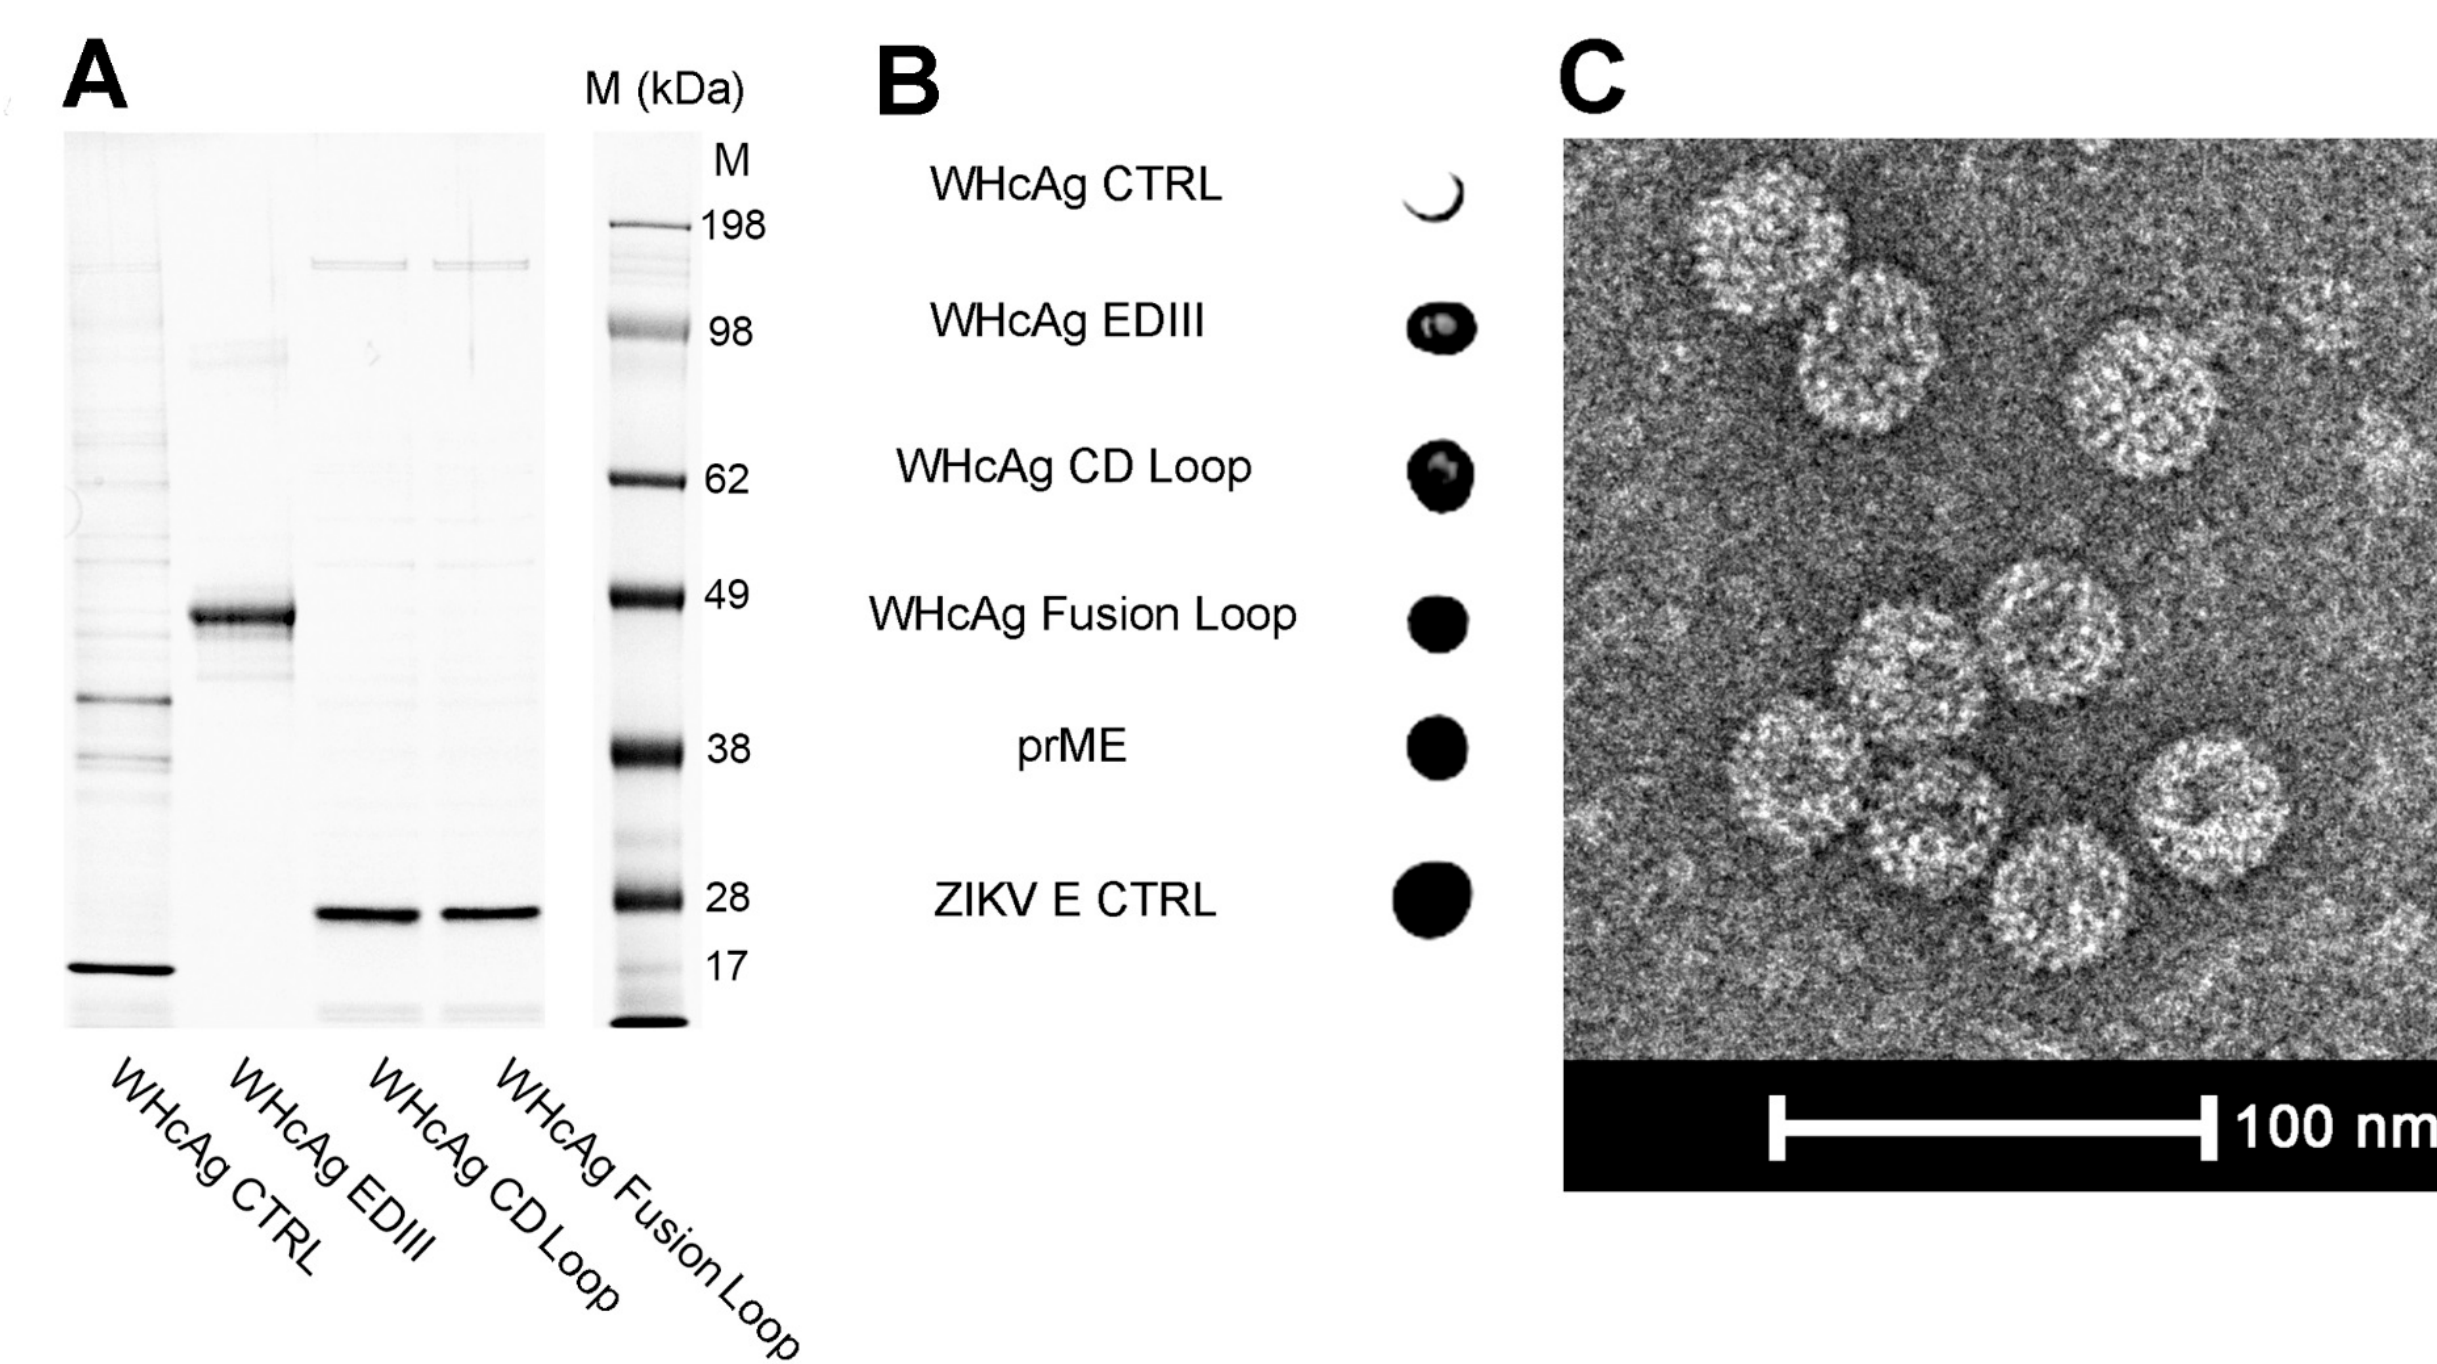 A
M (kDa)
M
198
98
62
49
38
28
17
WHcAg CTRL
WHcAg EDIII
WHcAg CD Loop
WHcAg Fusion Loop
B
WHcAg CTRL
WHcAg EDIII
WHcAg CD Loop
WHcAg Fusion Loop
prME
ZIKV E CTRL
C
100 nm